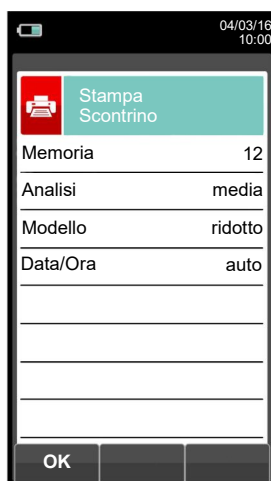 04/03/16
10:00
Stampa
Scontrino
Memoria 12
Analisi media
Modello ridotto
Data/Ora auto
OK